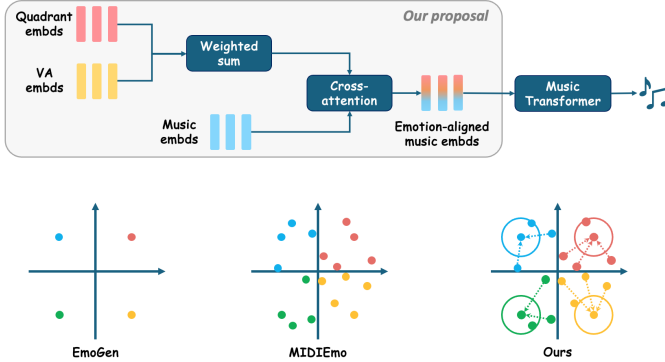 Quadrant
embds
Our proposal
Weighted
sum
VA
embds
Cross-
attention
Music
Transformer
Music
embds
Emotion-aligned
music embds
EmoGen
MIDIEmo
Ours